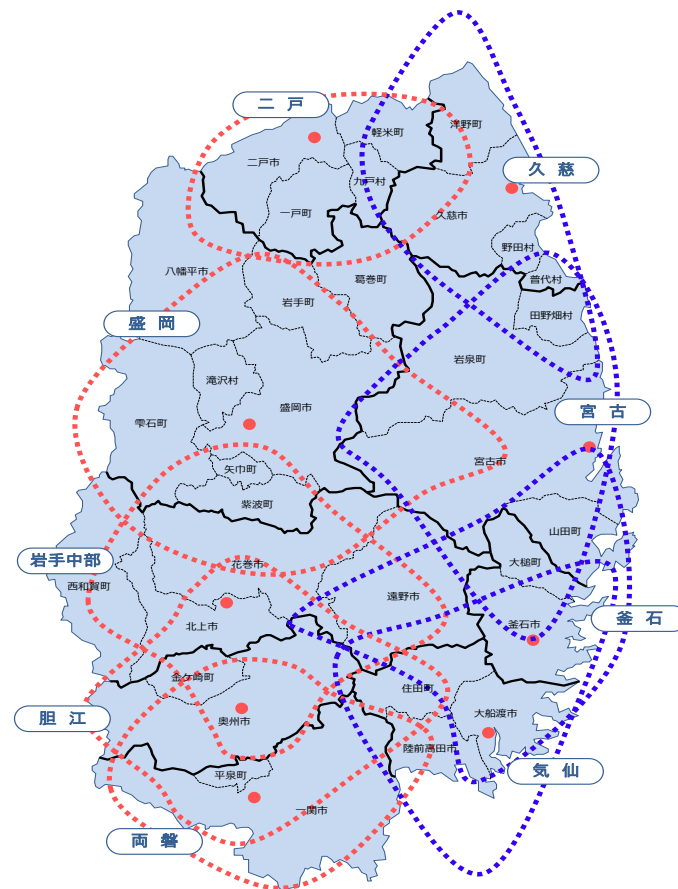 二 戸
軽米町
洋野町
二戸市
久 慈
九戸村
一戸町
久慈市
野田村
八幡平市
葛巻町
普代村
岩手町
田野畑村
盛 岡
岩泉町
滝沢村
盛岡市
宮 古
雫石町
宮古市
矢巾町
紫波町
山田町
岩手中部
花巻市
大槌町
西和賀町
遠野市
釜 石
北上市
釜石市
金ケ崎町
住田町
胆 江
奥州市
大船渡市
陸前高田市
気 仙
平泉町
一関市
両 磐